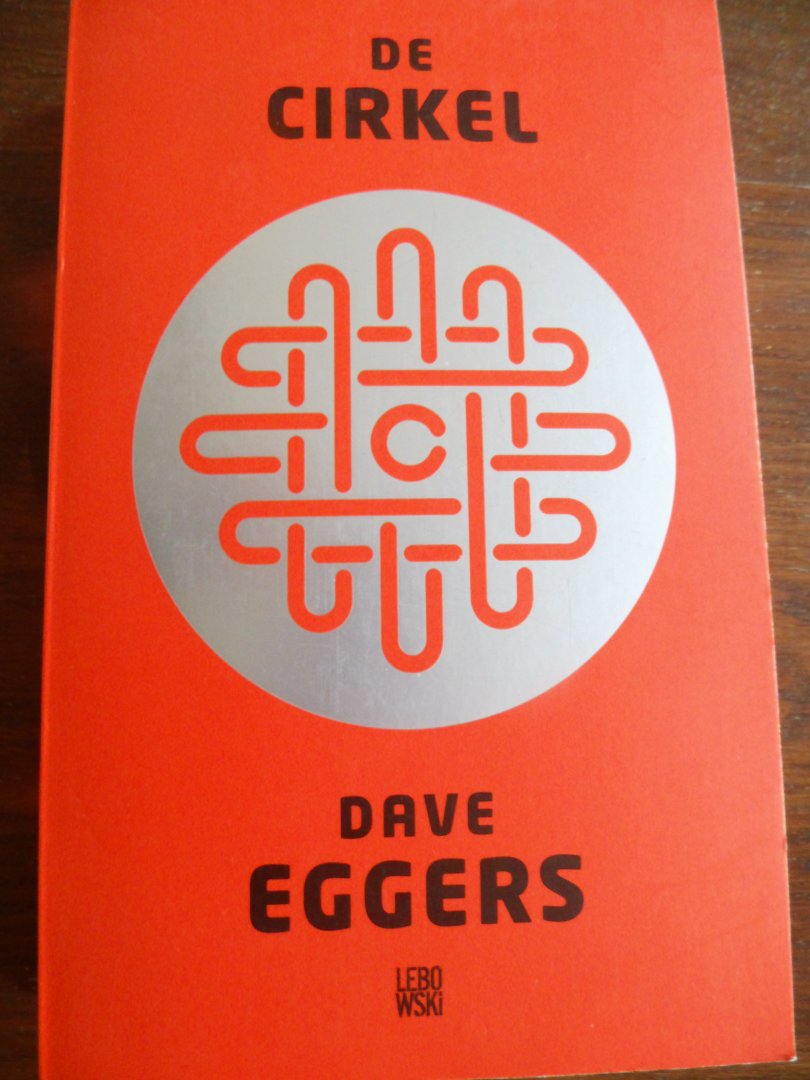 DE
CIRKEL
C
DAVE
EGGERS
LEBO
WSKi